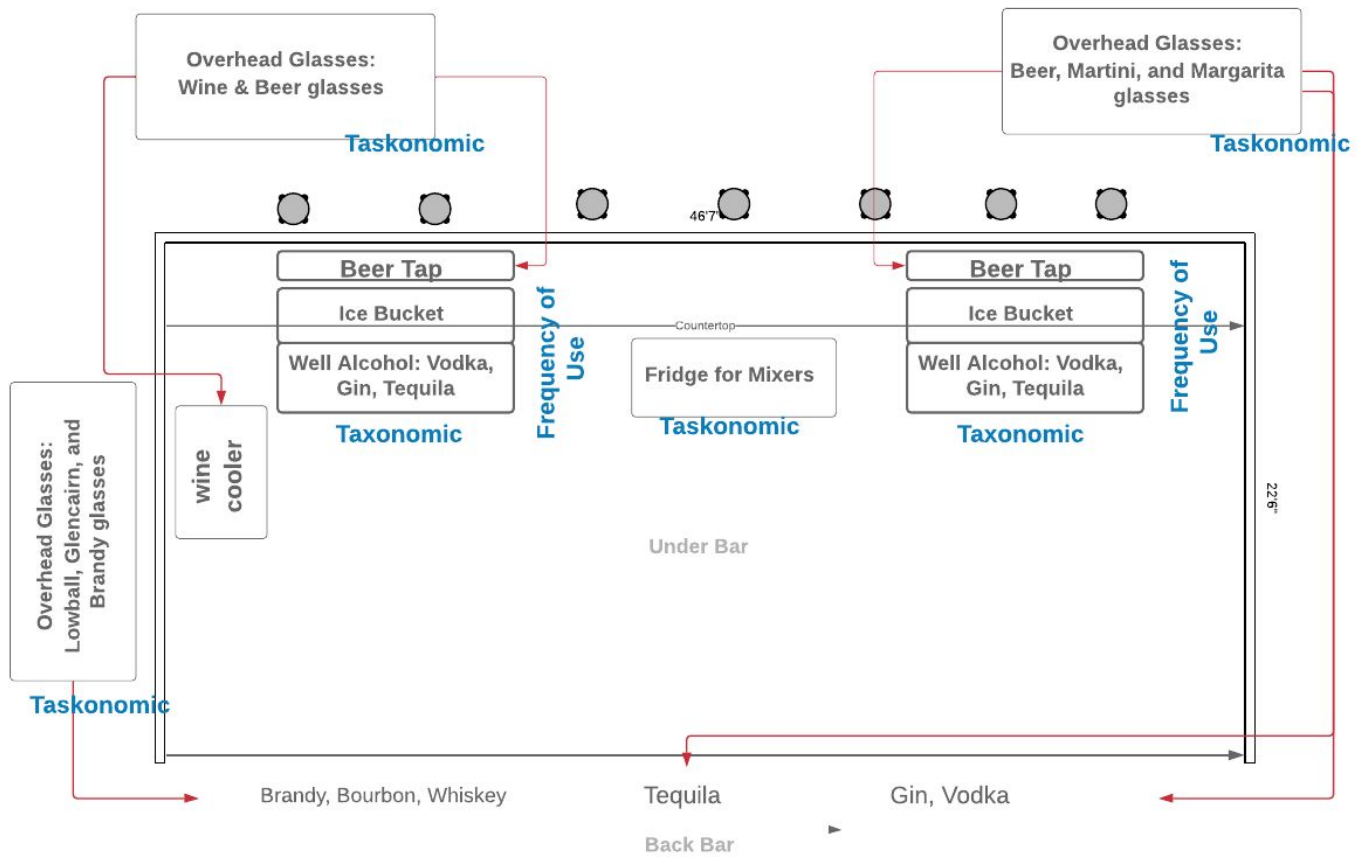 Overhead Glasses:
Wine & Beer glasses
Taskonomic
Overhead Glasses:
Beer, Martini, and Margarita
glasses
Taskonomic
46'7"
Beer Tap
Ice Bucket
Well Alcohol: Vodka,
Gin, Tequila
Taxonomic
Frequency of
Use
Countertop
Fridge for Mixers
Taskonomic
Beer Tap
Ice Bucket
Well Alcohol: Vodka,
Gin, Tequila
Taxonomic
Frequency of
Use
Overhead Glasses:
Lowball, Glencairn, and
Brandy glasses
Taskonomic
wine
cooler
22'6"
Under Bar
Brandy, Bourbon, Whiskey
Tequila
Gin, Vodka
Back Bar